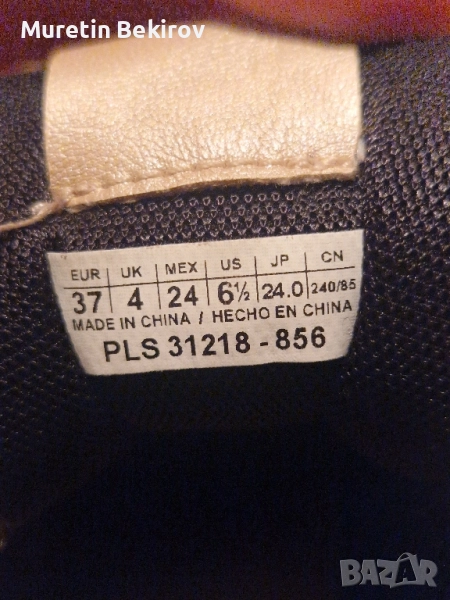 Muretin Bekirov
EUR UK MEX US JP CN
37 4 24 6½ 24.0 240/85
MADE IN CHINA / HECHO EN CHINA
PLS 31218 - 856
BAZAR